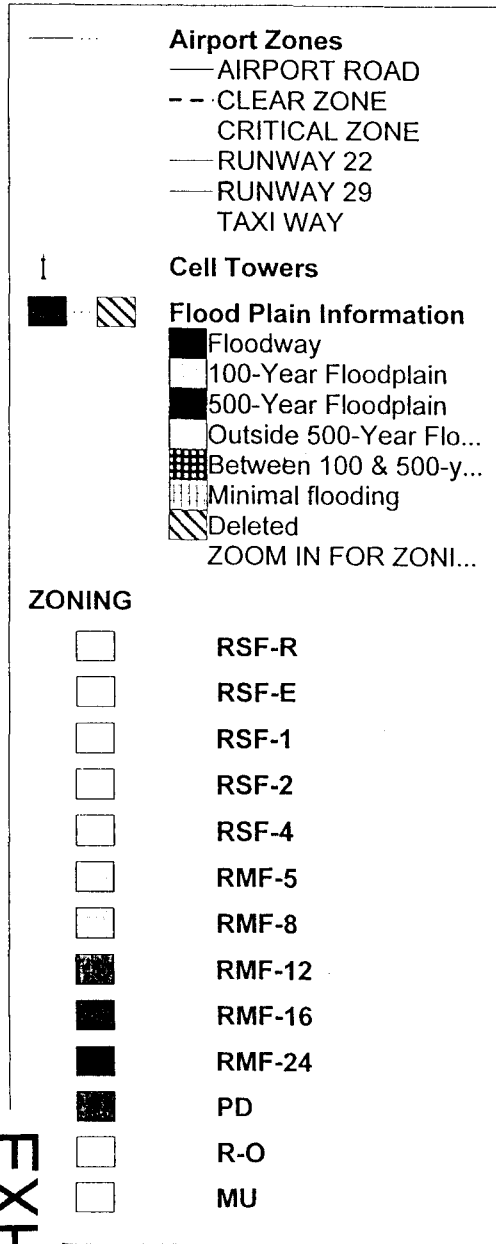 Airport Zones
AIRPORT ROAD
CLEAR ZONE
CRITICAL ZONE
RUNWAY 22
RUNWAY 29
TAXI WAY
Cell Towers
Flood Plain Information
Floodway
100-Year Floodplain
500-Year Floodplain
Outside 500-Year Flo...
Between 100 & 500-y...
Minimal flooding
Deleted
ZOOM IN FOR ZONI...
ZONING
RSF-R
RSF-E
RSF-1
RSF-2
RSF-4
RMF-5
RMF-8
RMF-12
RMF-16
RMF-24
PD
R-O
MU
EXH